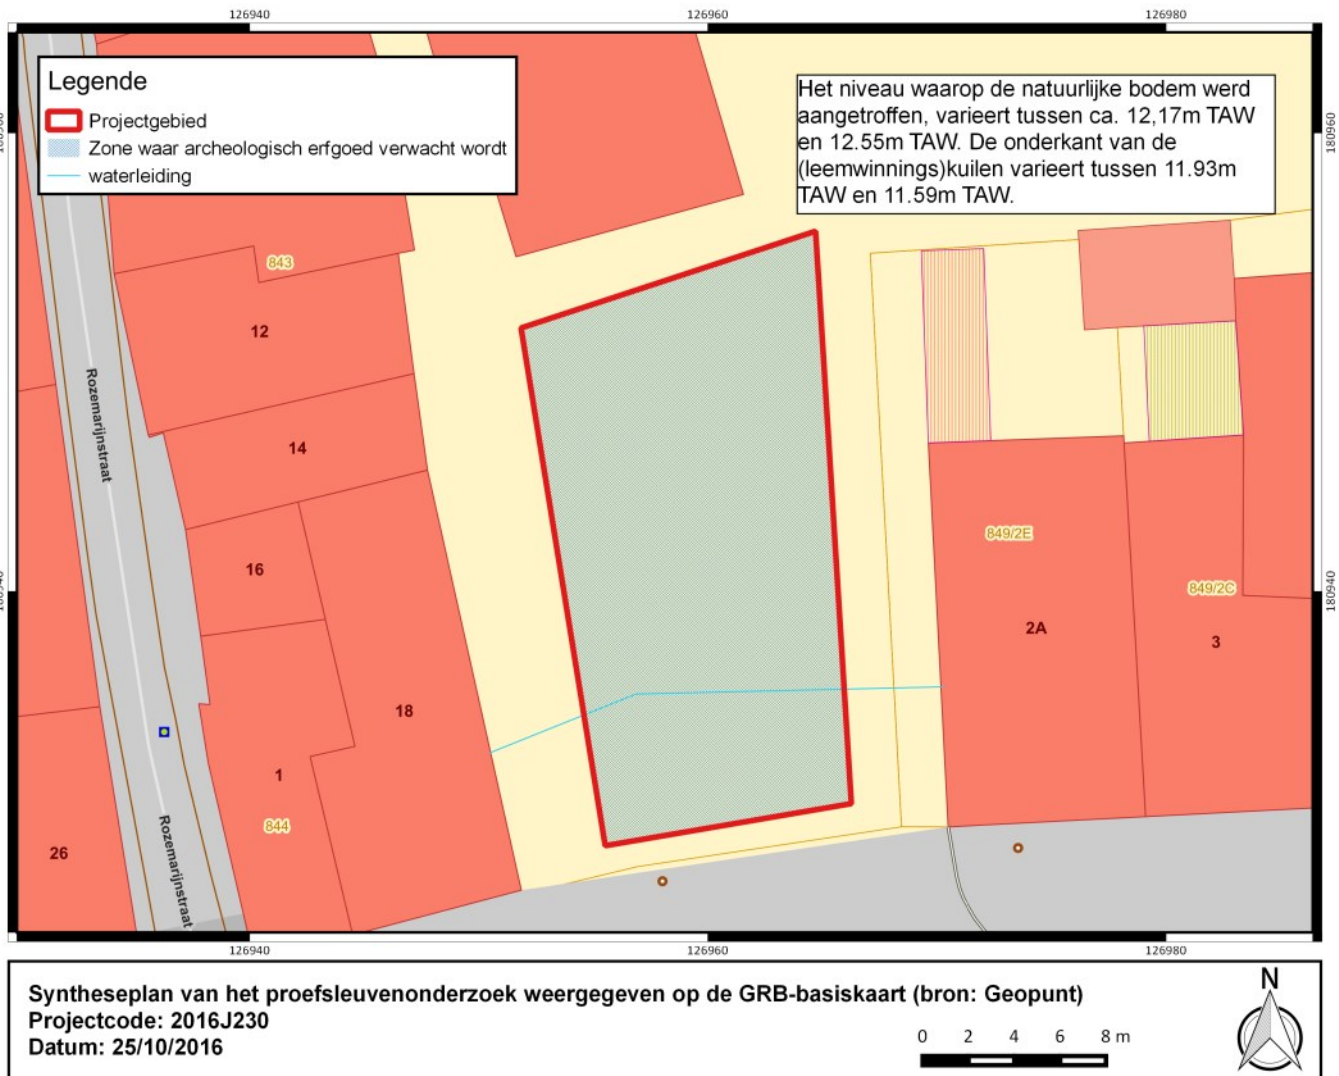 126940
126960
126980
Legende
Projectgebied
Zone waar archeologisch erfgoed verwacht wordt
waterleiding
Het niveau waarop de natuurlijke bodem werd
aangetroffen, varieert tussen ca. 12,17m TAW
en 12.55m TAW. De onderkant van de
(leemwinnings)kuilen varieert tussen 11.93m
TAW en 11.59m TAW.
180960
843
12
Rozemarijnstraat
14
16
849/2E
849/2C
180940
2A
3
18
1
844
26
Rozemarijnstraat
126940
126960
126980
Syntheseplan van het proefsleuvenonderzoek weergegeven op de GRB-basiskaart (bron: Geopunt)
Projectcode: 2016J230
Datum: 25/10/2016
0 2 4 6 8 m
N